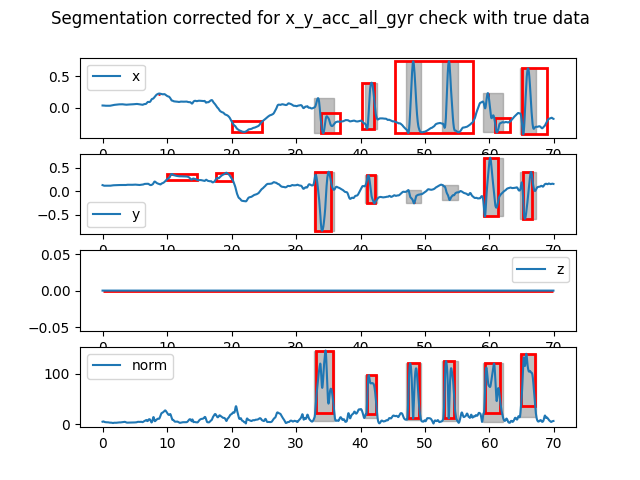 Segmentation corrected for x_y_acc_all_gyr check with true data
0.5
0.0
x
0 10 20 30 40 50 60 70
0.5
0.0
−0.5
y
0 10 20 30 40 50 60 70
0.05
0.00
−0.05
z
0 10 20 30 40 50 60 70
100
0
norm
0 10 20 30 40 50 60 70